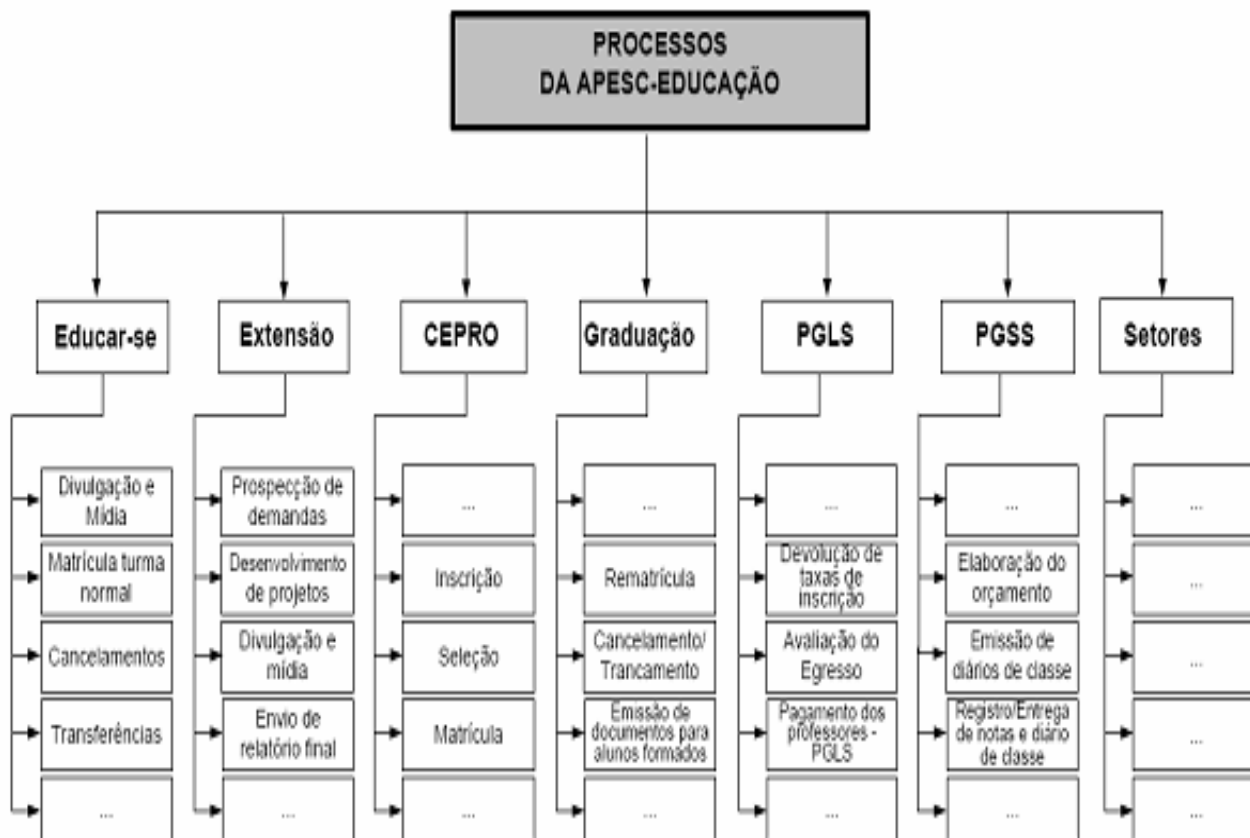 PROCESSOS
DA APESC-EDUCAÇÃO
Educar-se
Extensão
CEPRO
Graduação
PGLS
PGSS
Setores
Divulgação e
Mídia
Matrícula turma
normal
Cancelamentos
Transferências
...
Prospecção de
demandas
Desenvolvimento
de projetos
Divulgação e
mídia
Envio de
relatório final
...
...
Inscrição
Seleção
Matrícula
...
...
Rematrícula
Cancelamento/
Trancamento
Emissão de
documentos para
alunos formados
...
...
Devolução de
taxas de
inscrição
Avaliação do
Egresso
Pagamento dos
professores -
PGLS
...
...
Elaboração do
orçamento
Emissão de
diários de classe
Registro/Entrega
de notas e diário
de classe
...
...
...
...
...
...